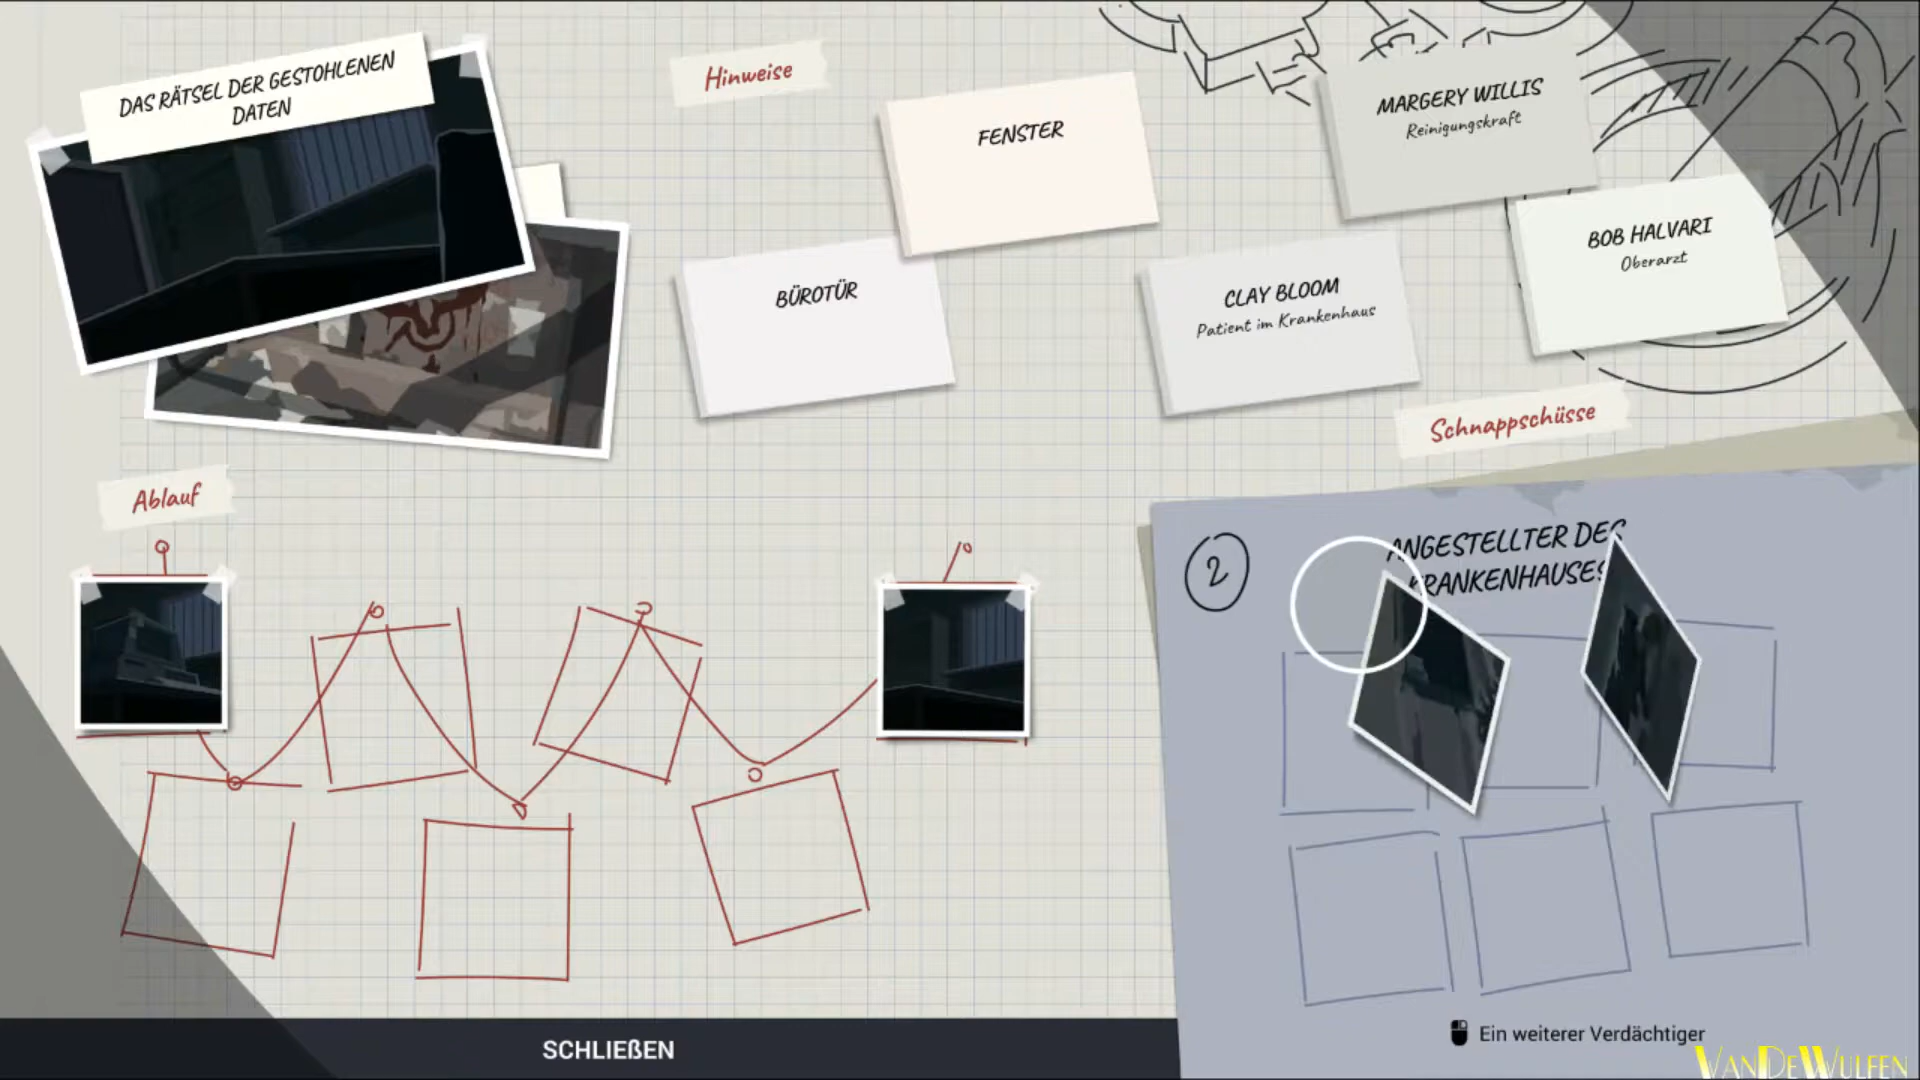 DAS RÄTSEL DER GESTOHLENEN
DATEN
Hinweise
FENSTER
BÜROTÜR
MARGERY WILLIS
Reinigungskraft
BOB HALVARI
Oberarzt
CLAY BLOOM
Patient im Krankenhaus
Schnappschüsse
Ablauf
2
ANGESTELLTER DES
KRANKENHAUSES
SCHLIEẞEN
Ein weiterer Verdächtiger
VANDEWULFEN